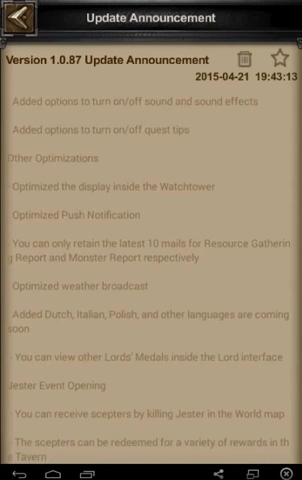 Update Announcement
Version 1.0.87 Update Announcement
2015-04-21 19:43:13
· Added options to turn on/off sound and sound effects
· Added options to turn on/off quest tips
Other Optimizations
· Optimized the display inside the Watchtower
· Optimized Push Notification
· You can only retain the latest 10 mails for Resource Gatherin
g Report and Monster Report respectively
· Optimized weather broadcast
· Added Dutch, Italian, Polish, and other languages are coming
soon
· You can view other Lords' Medals inside the Lord interface
Jester Event Opening
· You can receive scepters by killing Jester in the World map
· The scepters can be redeemed for a variety of rewards in th
e Tavern